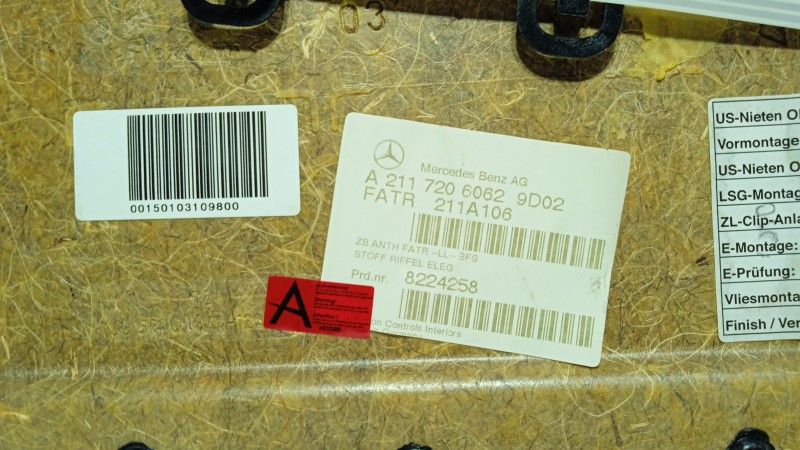 03
00150103109800
Mercedes Benz AG
A 211 720 6062 9D02
FATR 211A106
ZB ANTH FATR -LL- BFS
STOFF RIFFEL ELEG
Prd.nr. 8224258
on Controls Interiors
A
US-Nieten
Vormontage
US-Nieten
LSG-Montag
ZL-Clip-Anla
E-Montage:
E-Prüfung:
Vliesmonta
Finish / Ver